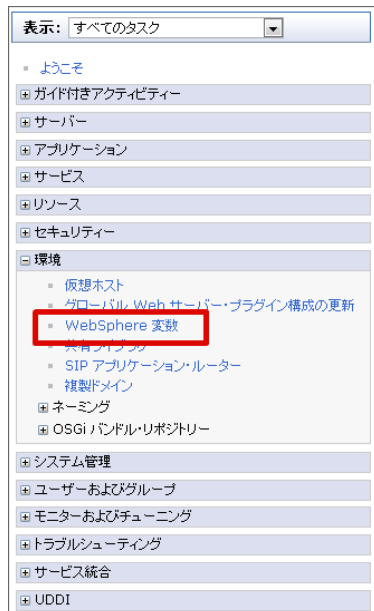 表示: すべてのタスク
ようこそ
ガイド付きアクティビティー
サーバー
アプリケーション
サービス
リソース
セキュリティー
環境
仮想ホスト
グローバル Web サーバー・プラグイン構成の更新
WebSphere 変数
共有ライブラリー
SIP アプリケーション・ルーター
複製ドメイン
ネーミング
OSGi バンドル・リポジトリー
システム管理
ユーザーおよびグループ
モニターおよびチューニング
トラブルシューティング
サービス統合
UDDI